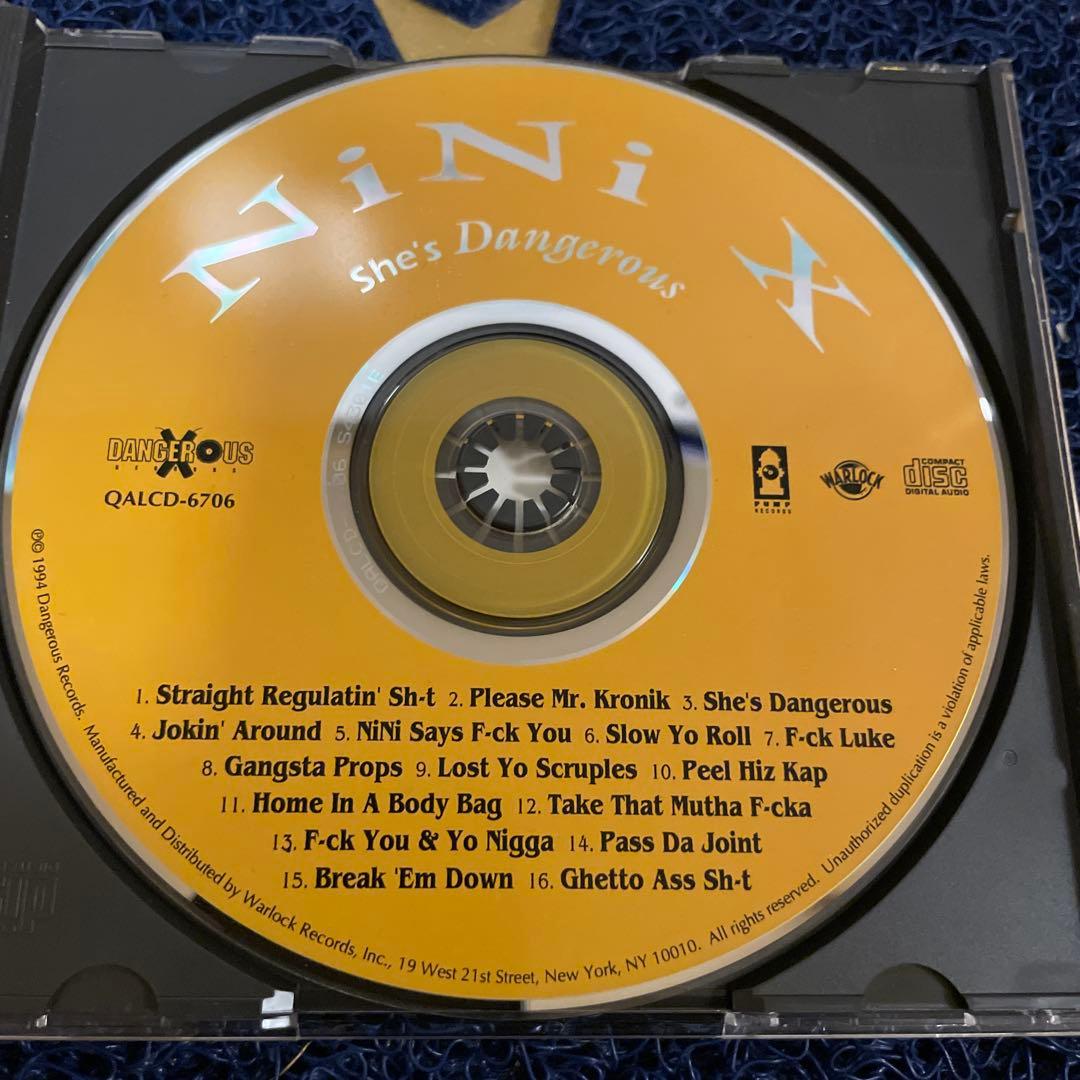 NiNi X
She's Dangerous
DANGEROUS
RECORDS
QALCD-6706
PUMP
RECORDS
WARLOCK
COMPACT
disc
DIGITAL AUDIO
1. Straight Regulatin' Sh-t 2. Please Mr. Kronik 3. She's Dangerous
4. Jokin' Around 5. NiNi Says F-ck You 6. Slow Yo Roll 7. F-ck Luke
8. Gangsta Props 9. Lost Yo Scruples 10. Peel Hiz Kap
11. Home In A Body Bag 12. Take That Mutha F-cka
13. F-ck You & Yo Nigga 14. Pass Da Joint
15. Break 'Em Down 16. Ghetto Ass Sh-t
℗© 1994 Dangerous Records. Manufactured and Distributed by Warlock Records, Inc., 19 West 21st Street, New York, NY 10010. All rights reserved. Unauthorized duplication is a violation of applicable laws.